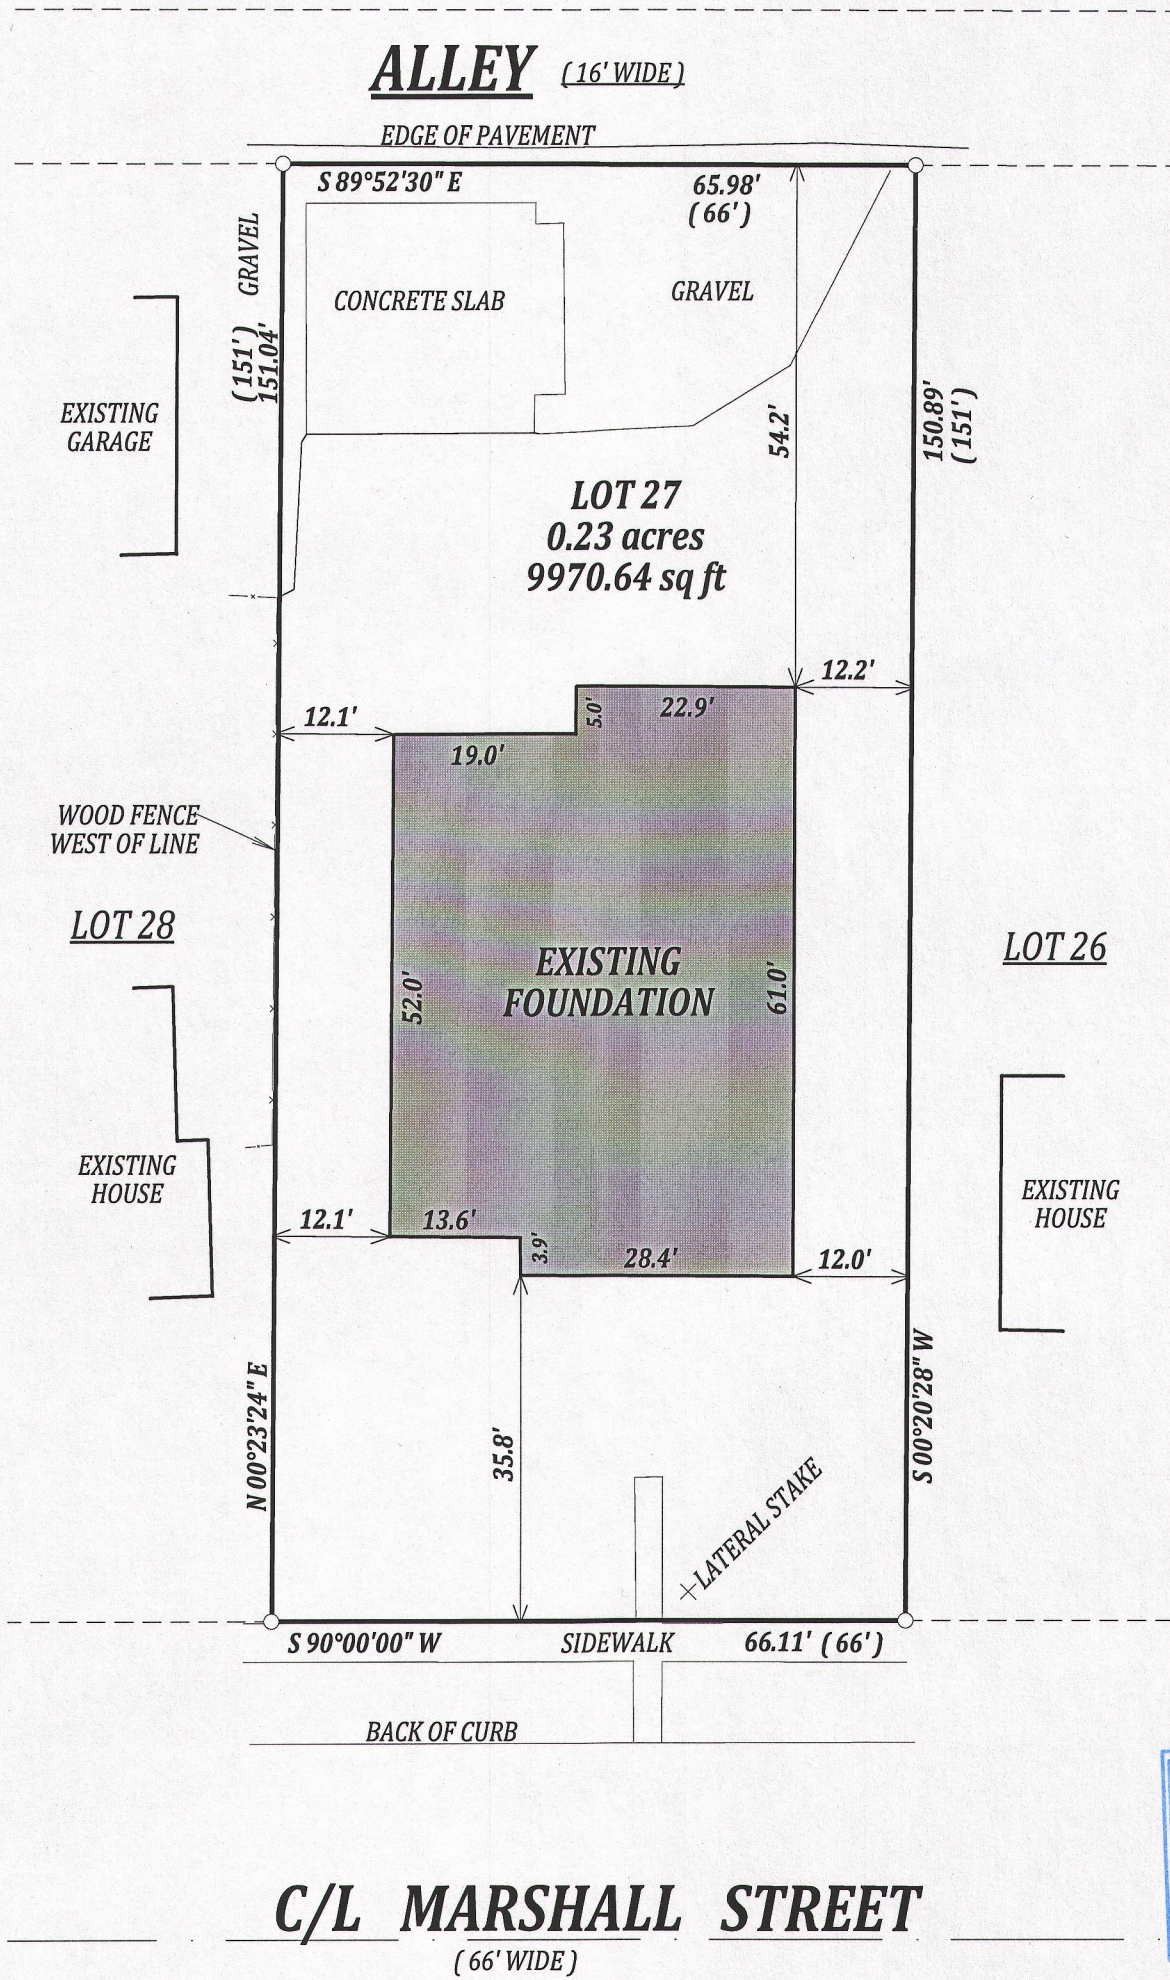 ALLEY ( 16' WIDE )
EDGE OF PAVEMENT
S 89°52'30" E
65.98'
( 66' )
GRAVEL
( 151' )
151.04'
CONCRETE SLAB
GRAVEL
EXISTING
GARAGE
54.2'
150.89'
( 151' )
LOT 27
0.23 acres
9970.64 sq ft
12.2'
12.1'
5.0'
22.9'
19.0'
WOOD FENCE
WEST OF LINE
LOT 28
LOT 26
EXISTING
FOUNDATION
52.0'
61.0'
EXISTING
HOUSE
EXISTING
HOUSE
12.1'
13.6'
3.9'
28.4'
12.0'
N 00°23'24" E
35.8'
S 00°20'28" W
LATERAL STAKE
S 90°00'00" W
SIDEWALK
66.11' ( 66' )
BACK OF CURB
C/L MARSHALL STREET
( 66' WIDE )